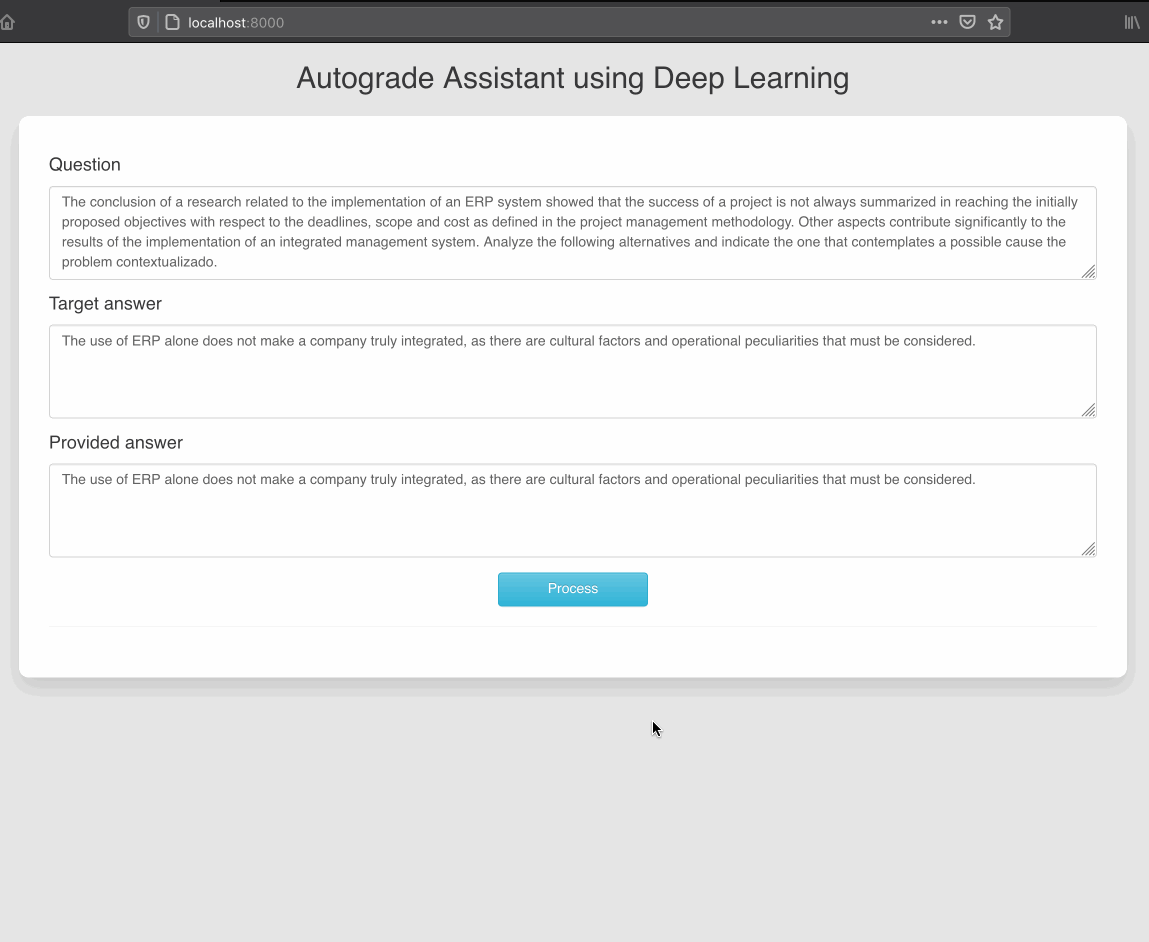 localhost:8000
Autograde Assistant using Deep Learning
Question
The conclusion of a research related to the implementation of an ERP system showed that the success of a project is not always summarized in reaching the initially
proposed objectives with respect to the deadlines, scope and cost as defined in the project management methodology. Other aspects contribute significantly to the
results of the implementation of an integrated management system. Analyze the following alternatives and indicate the one that contemplates a possible cause the
problem contextualizado.
Target answer
The use of ERP alone does not make a company truly integrated, as there are cultural factors and operational peculiarities that must be considered.
Provided answer
The use of ERP alone does not make a company truly integrated, as there are cultural factors and operational peculiarities that must be considered.
Process